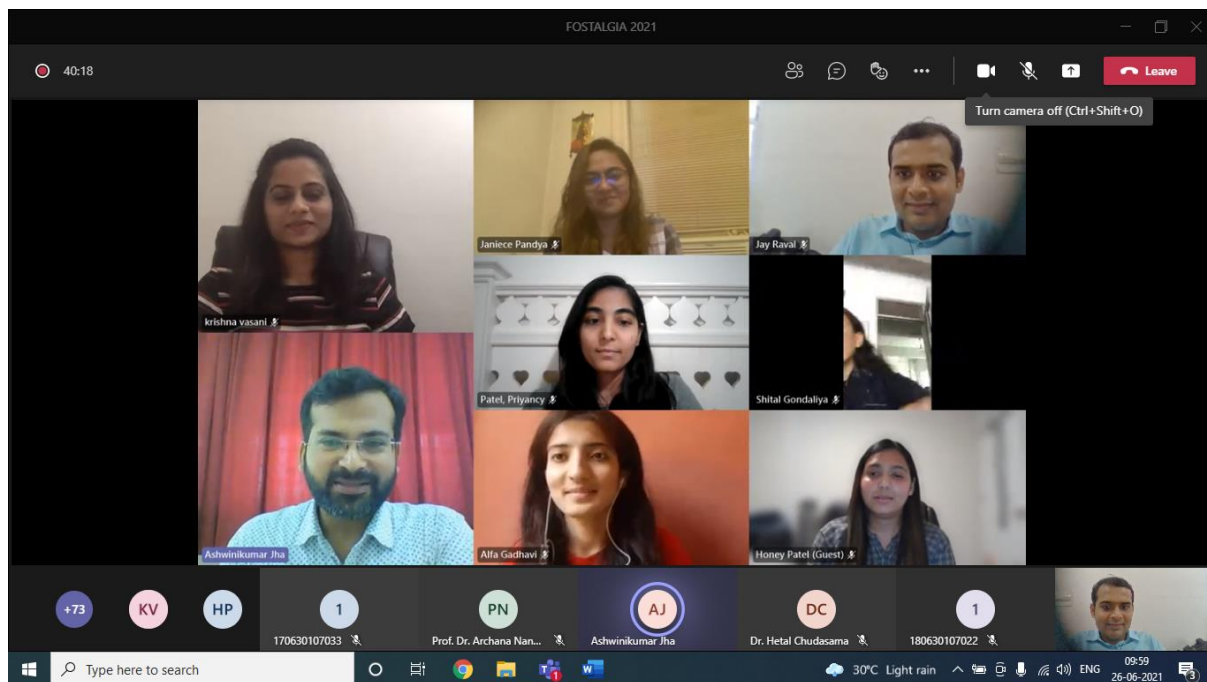 FOSTALGIA 2021
40:18
Leave
Turn camera off (Ctrl+Shift+O)
krishna vasani
Janiece Pandya
Jay Raval
Patel, Priyancy
Shital Gondaliya
Ashwinikumar Jha
Alfa Gadhavi
Honey Patel (Guest)
+73
KV
HP
1
170630107033
PN
Prof. Dr. Archana Nan...
AJ
Ashwinikumar Jha
DC
Dr. Hetal Chudasama
1
180630107022
Type here to search
1
30°C Light rain
ENG
09:59
26-06-2021
3